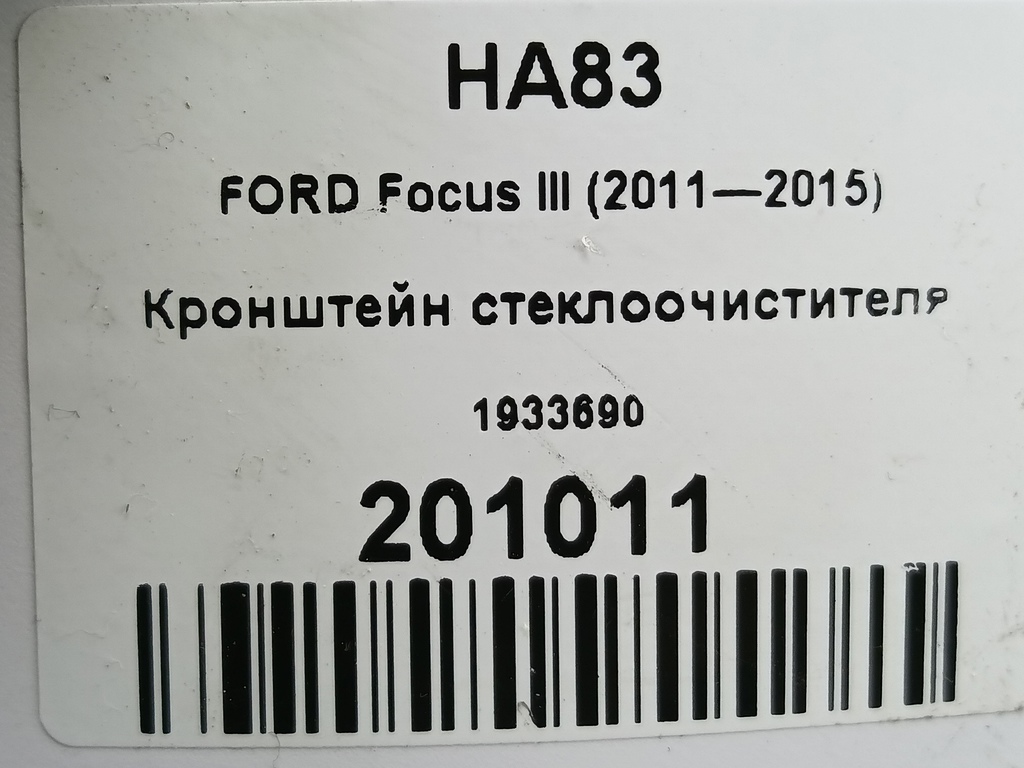 HA83
FORD Focus III (2011—2015)
Кронштейн стеклоочистителя
1933690
201011